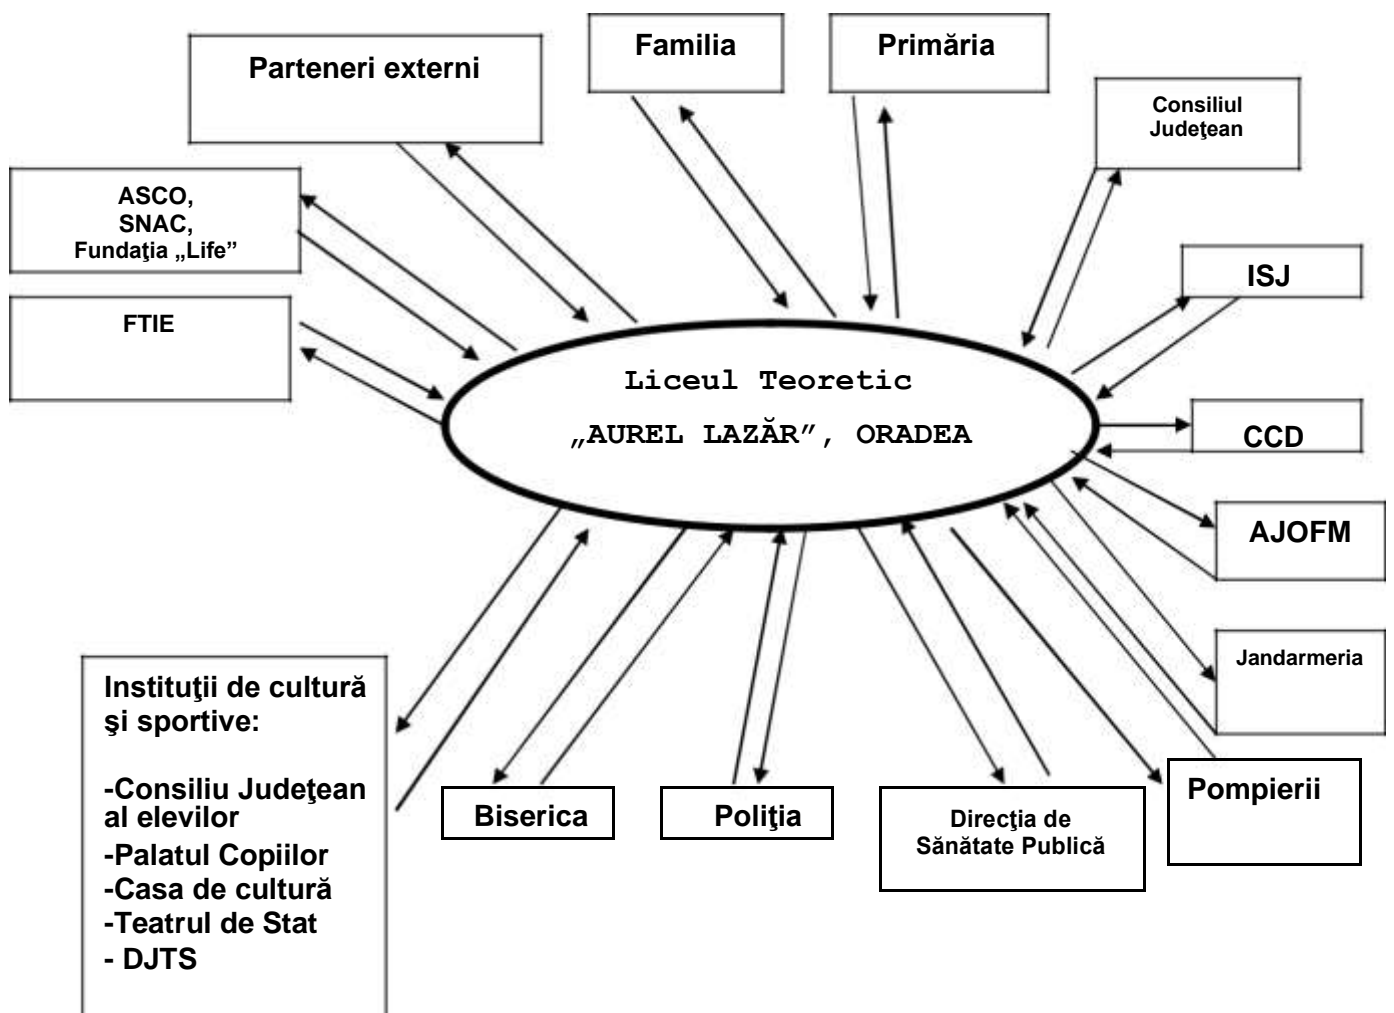 Familia
Primăria
Parteneri externi
Consiliul
Judeţean
ASCO,
SNAC,
Fundaţia „Life”
ISJ
FTIE
Liceul Teoretic
„AUREL LAZĂR”, ORADEA
CCD
AJOFM
Jandarmeria
Instituţii de cultură
şi sportive:
-Consiliu Judeţean
al elevilor
-Palatul Copiilor
-Casa de cultură
-Teatrul de Stat
- DJTS
Biserica
Poliţia
Direcţia de
Sănătate Publică
Pompierii